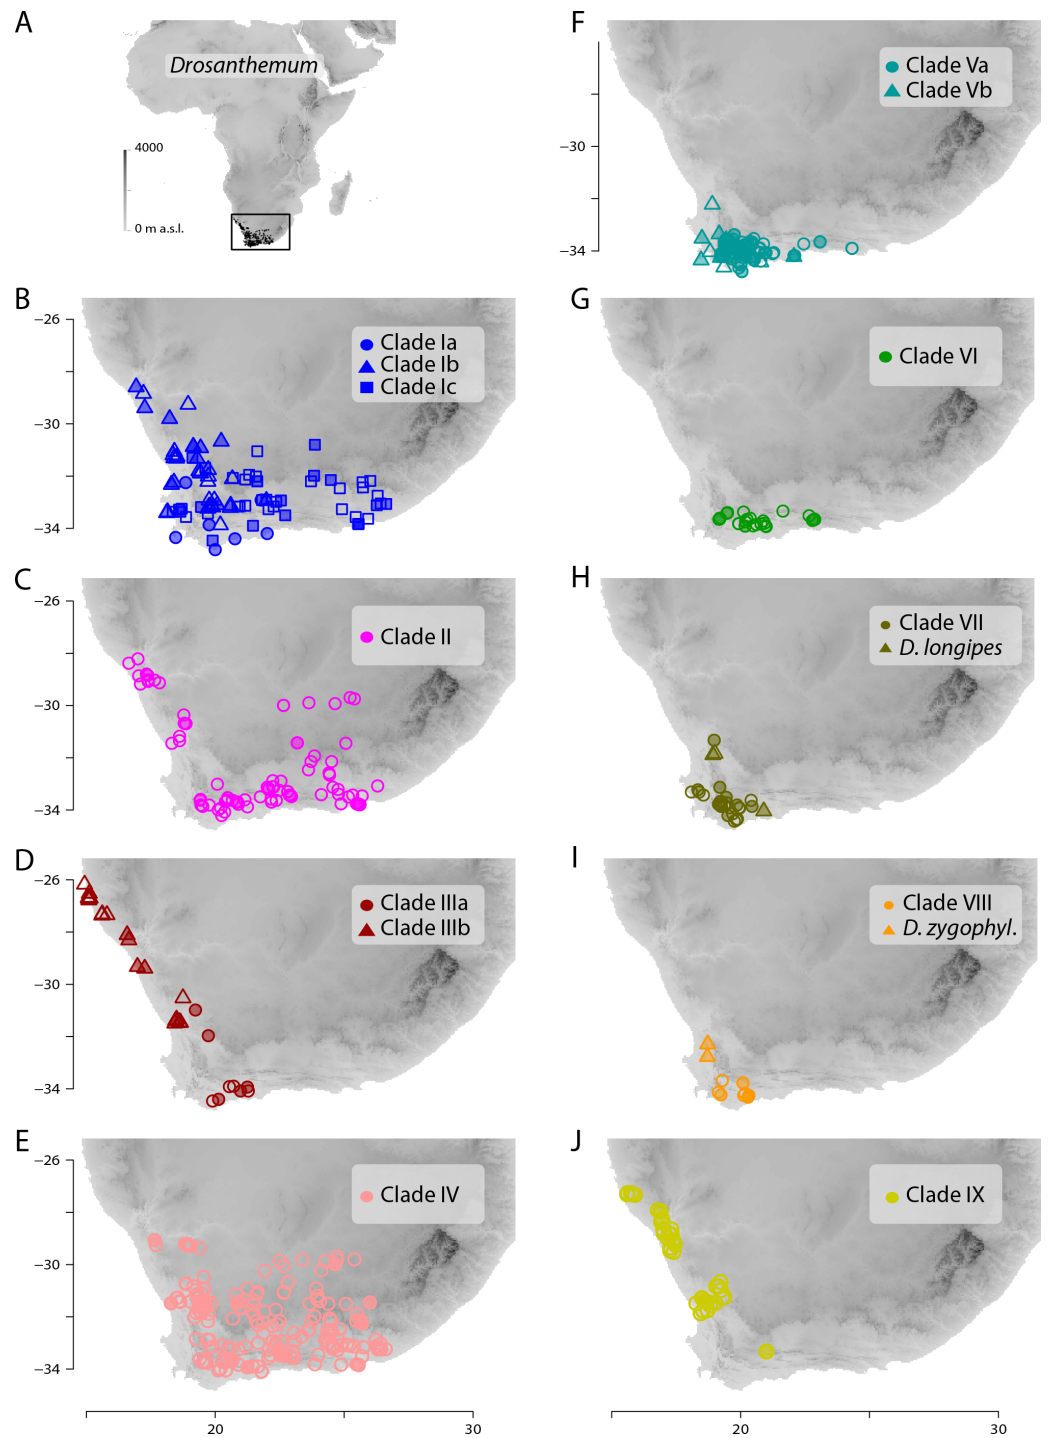 A
Drosanthemum
4000
0 m a.s.l.
B
−26
−30
−34
Clade Ia
Clade Ib
Clade Ic
C
−26
−30
−34
Clade II
D
−26
−30
−34
Clade IIIa
Clade IIIb
E
−26
−30
−34
Clade IV
20
30
F
−30
−34
Clade Va
Clade Vb
G
Clade VI
H
Clade VII
D. longipes
I
Clade VIII
D. zygophyl.
J
Clade IX
20
30